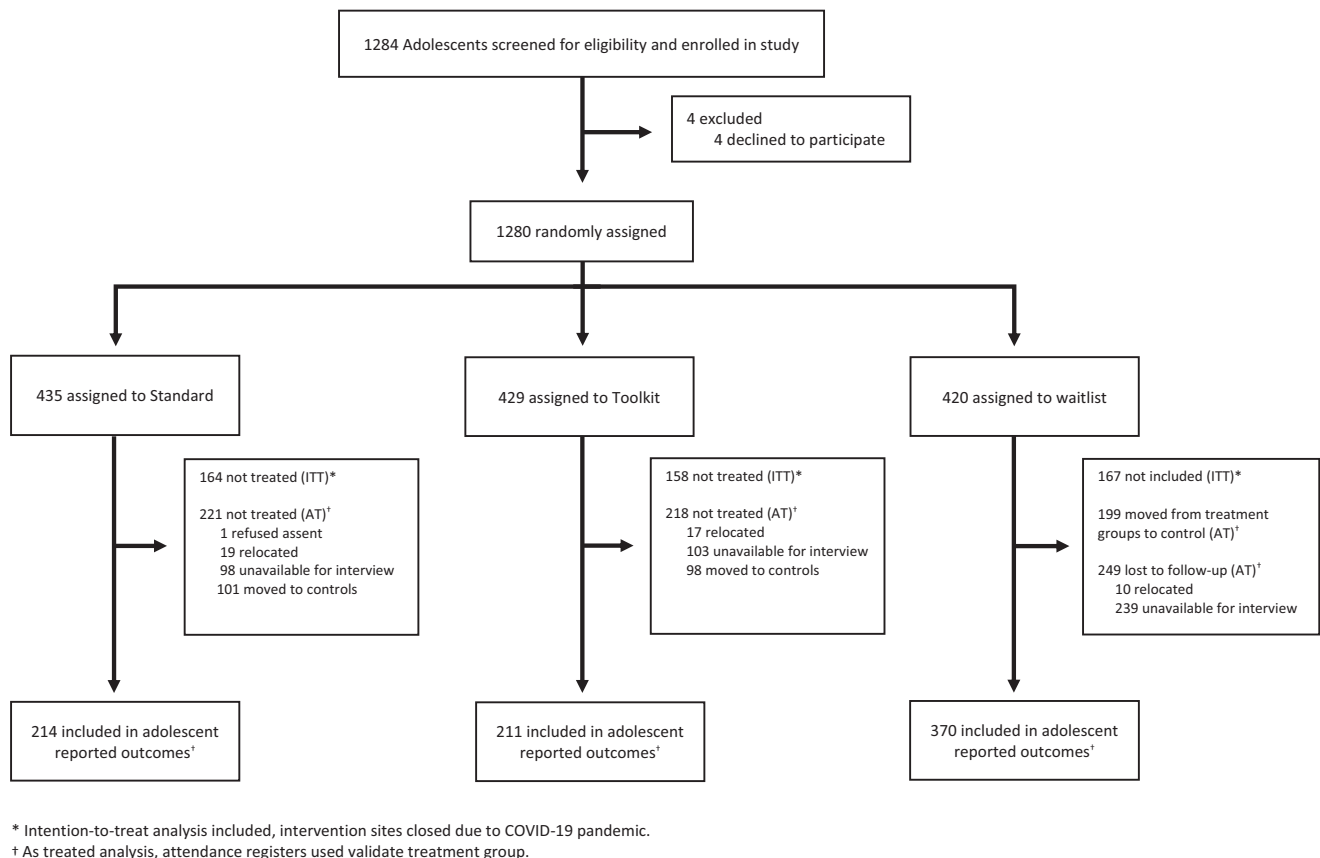 1284 Adolescents screened for eligibility and enrolled in study
4 excluded
4 declined to participate
1280 randomly assigned
435 assigned to Standard
429 assigned to Toolkit
420 assigned to waitlist
164 not treated (ITT)*
221 not treated (AT)†
1 refused assent
19 relocated
98 unavailable for interview
101 moved to controls
158 not treated (ITT)*
218 not treated (AT)†
17 relocated
103 unavailable for interview
98 moved to controls
167 not included (ITT)*
199 moved from treatment
groups to control (AT)†
249 lost to follow-up (AT)†
10 relocated
239 unavailable for interview
214 included in adolescent
reported outcomes†
211 included in adolescent
reported outcomes†
370 included in adolescent
reported outcomes†
* Intention-to-treat analysis included, intervention sites closed due to COVID-19 pandemic.
† As treated analysis, attendance registers used validate treatment group.